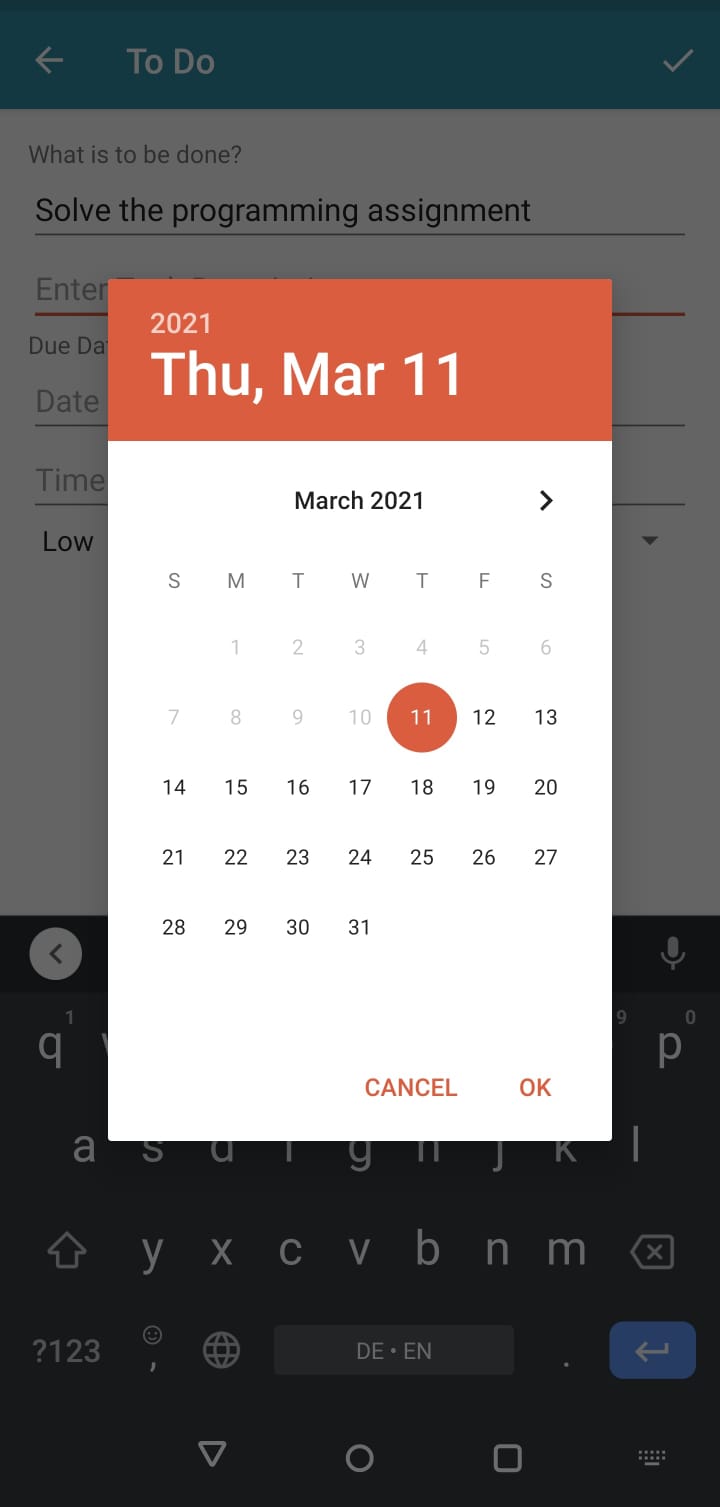 To Do
What is to be done?
Solve the programming assignment
Enter
2021
Thu, Mar 11
Due Da
Date
March 2021
Time
Low
S M T W T F S
1 2 3 4 5 6
7 8 9 10 11 12 13
14 15 16 17 18 19 20
21 22 23 24 25 26 27
28 29 30 31
CANCEL OK
1 9 0
q p
a s d f g h j k l
y x c v b n m
?123 , DE • EN .